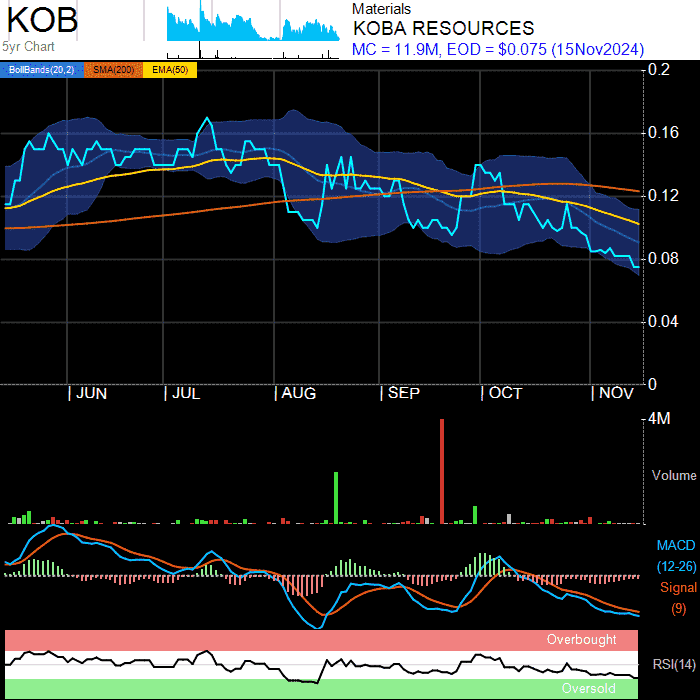 KOB
5yr Chart
Materials
KOBA RESOURCES
MC = 11.9M, EOD = $0.075 (15Nov2024)
BollBands(20,2) SMA(200) EMA(50)
0.2
0.16
0.12
0.08
0.04
0
| JUN | JUL | AUG | SEP | OCT | NOV
4M
Volume
MACD
(12-26)
Signal
(9)
Overbought
RSI(14)
Oversold